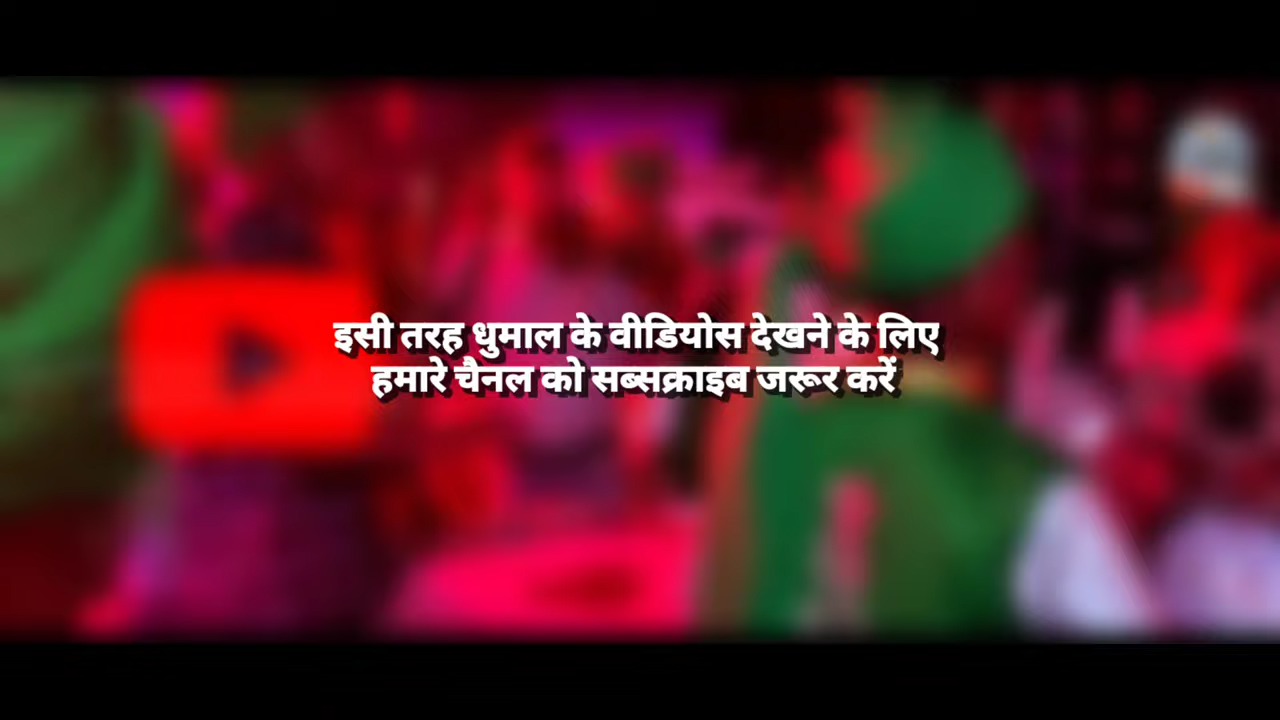 इसी तरह धुमाल के वीडियोस देखने के लिए
हमारे चैनल को सब्सक्राइब जरूर करें